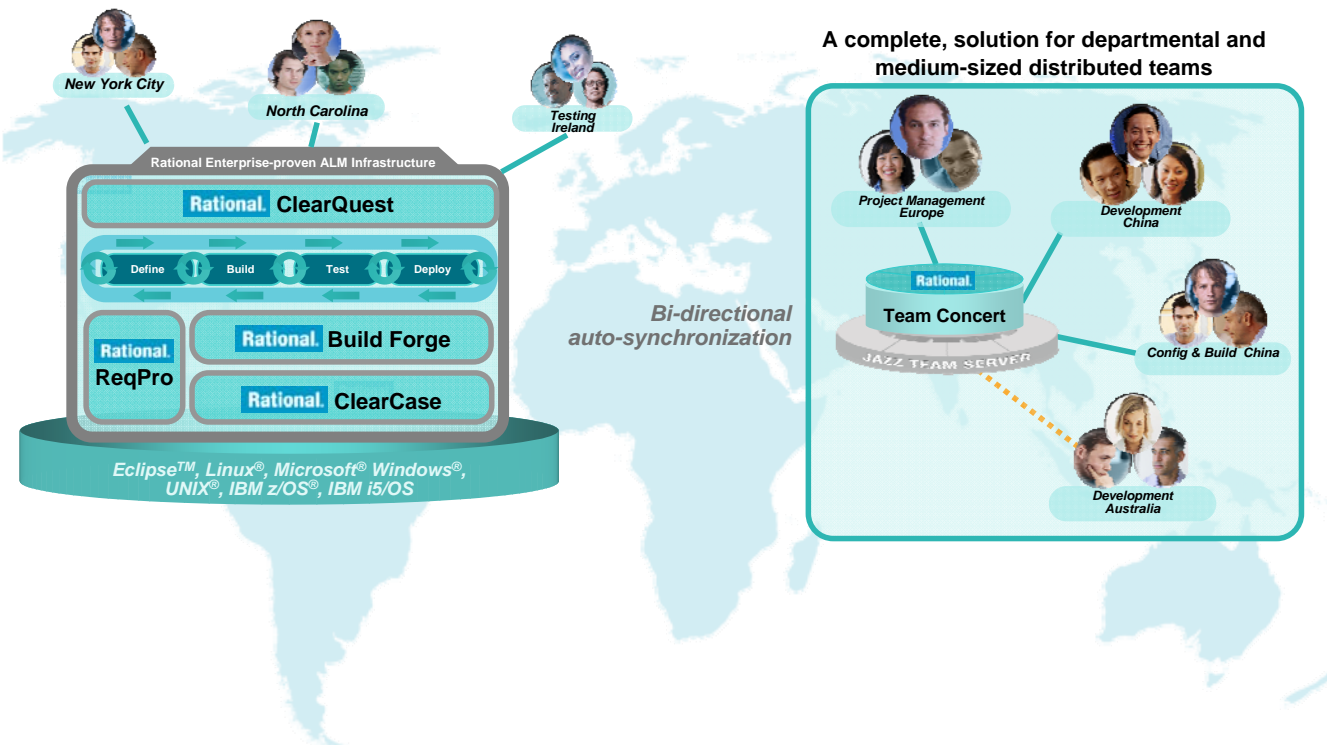 New York City
North Carolina
Testing
Ireland
Rational Enterprise-proven ALM Infrastructure
Rational. ClearQuest
Define Build Test Deploy
Rational.
ReqPro
Rational. Build Forge
Rational. ClearCase
Eclipse™, Linux®, Microsoft® Windows®,
UNIX®, IBM z/OS®, IBM i5/OS
Bi-directional
auto-synchronization
A complete, solution for departmental and
medium-sized distributed teams
Project Management
Europe
Development
China
Rational.
Team Concert
JAZZ TEAM SERVER
Config & Build China
Development
Australia